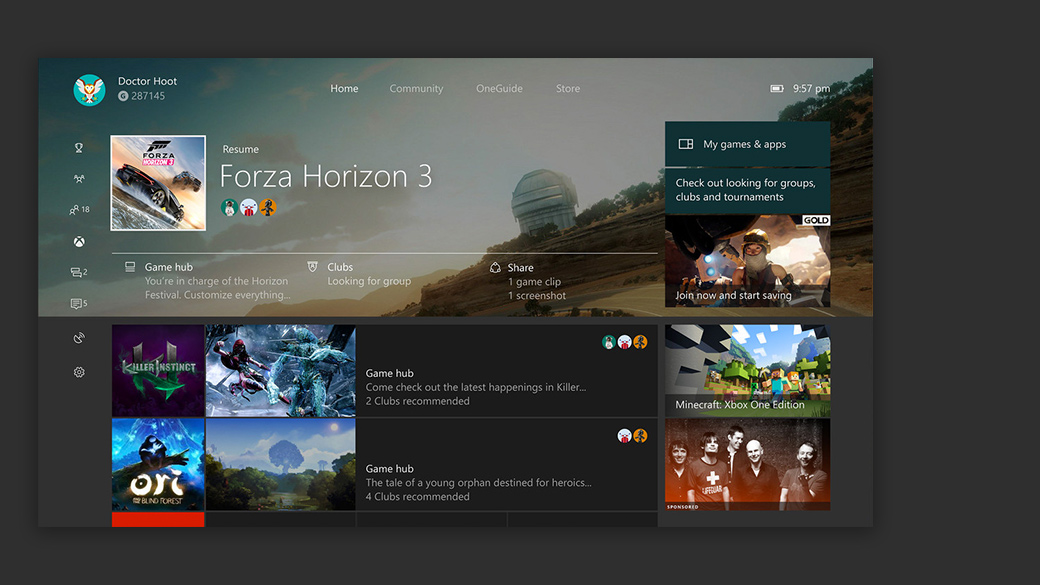 Doctor Hoot
G 287145
Home
Community
OneGuide
Store
9:57 pm
18
2
5
FORZA
HORIZON 3
Resume
Forza Horizon 3
Game hub
You're in charge of the Horizon
Festival. Customize everything...
Clubs
Looking for group
Share
1 game clip
1 screenshot
My games & apps
Check out looking for groups,
clubs and tournaments
GOLD
Join now and start saving
KILLER INSTINCT
Game hub
Come check out the latest happenings in Killer...
2 Clubs recommended
Minecraft: Xbox One Edition
ori
AND THE
BLIND FOREST
Game hub
The tale of a young orphan destined for heroics...
4 Clubs recommended
LIFEGUARD
SPONSORED